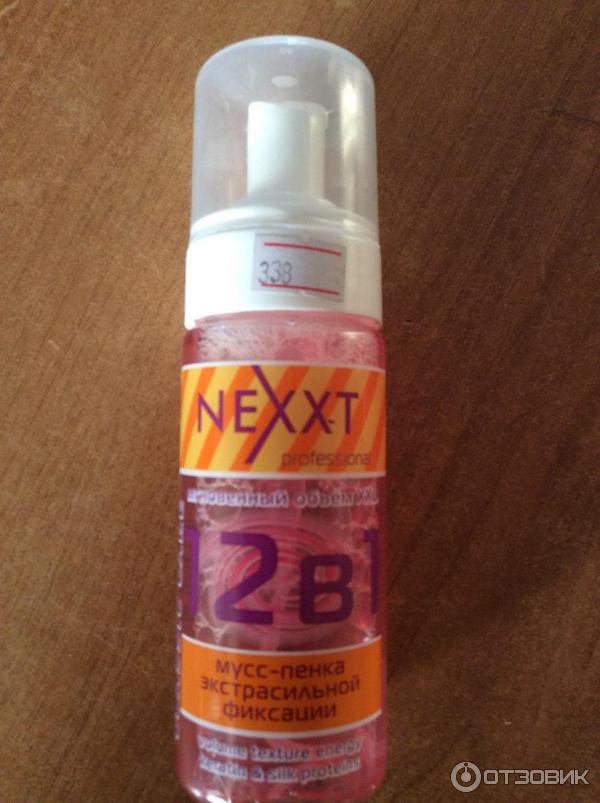 338
NEXXT
professional
мгновенный объем XXL
12 в 1
мусс-пенка
экстрасильной
фиксации
volume texture energy
keratin & silk proteins
ОТЗОВИК